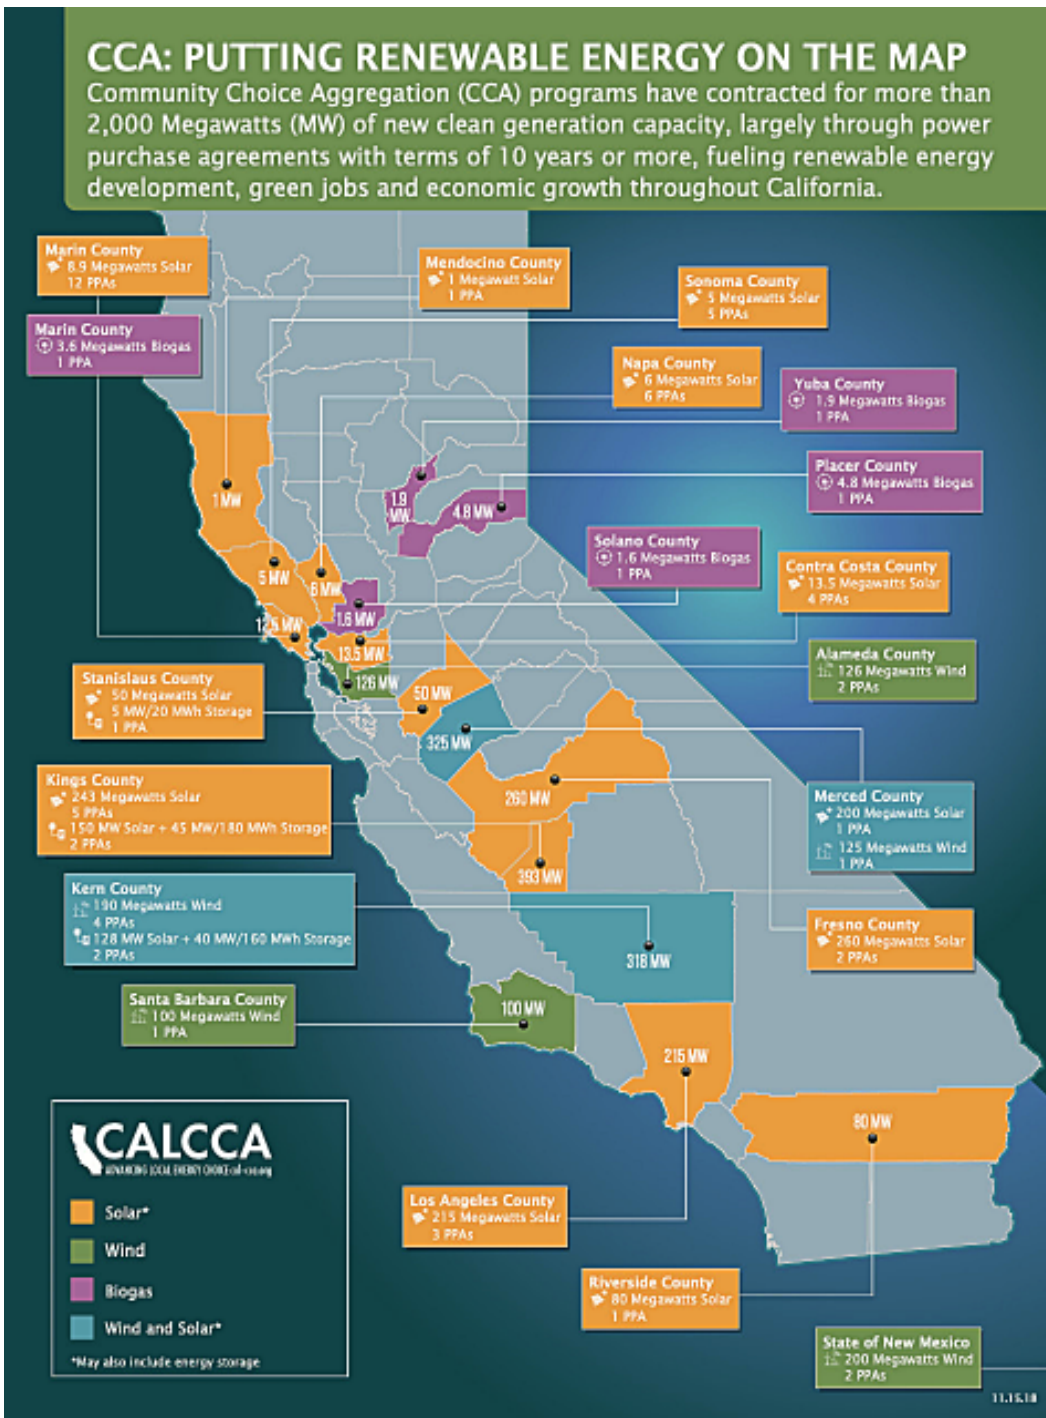 CCA: PUTTING RENEWABLE ENERGY ON THE MAP
Community Choice Aggregation (CCA) programs have contracted for more than
2,000 Megawatts (MW) of new clean generation capacity, largely through power
purchase agreements with terms of 10 years or more, fueling renewable energy
development, green jobs and economic growth throughout California.
Marin County
8.9 Megawatts Solar
12 PPAs
Mendocino County
1 Megawatt Solar
1 PPA
Sonoma County
5 Megawatts Solar
5 PPAs
Marin County
3.6 Megawatts Biogas
1 PPA
Napa County
6 Megawatts Solar
6 PPAs
Yuba County
1.9 Megawatts Biogas
1 PPA
Placer County
4.8 Megawatts Biogas
1 PPA
Solano County
1.6 Megawatts Biogas
1 PPA
Contra Costa County
13.5 Megawatts Solar
4 PPAs
Alameda County
126 Megawatts Wind
2 PPAs
Stanislaus County
50 Megawatts Solar
5 MW/20 MWh Storage
1 PPA
Kings County
243 Megawatts Solar
5 PPAs
150 MW Solar + 45 MW/180 MWh Storage
2 PPAs
Merced County
200 Megawatts Solar
1 PPA
125 Megawatts Wind
1 PPA
Kern County
190 Megawatts Wind
4 PPAs
128 MW Solar + 40 MW/160 MWh Storage
2 PPAs
Fresno County
260 Megawatts Solar
2 PPAs
Santa Barbara County
100 Megawatts Wind
1 PPA
Los Angeles County
215 Megawatts Solar
3 PPAs
Riverside County
80 Megawatts Solar
1 PPA
State of New Mexico
200 Megawatts Wind
2 PPAs
1 MW
1.9
MW
4.8 MW
5 MW
6 MW
1.6 MW
12.5 MW
13.5 MW
126 MW
50 MW
325 MW
260 MW
393 MW
318 MW
100 MW
215 MW
80 MW
CALCCA
ADVANCING LOCAL ENERGY CHOICE cal-cca.org
Solar*
Wind
Biogas
Wind and Solar*
*May also include energy storage
11.15.18